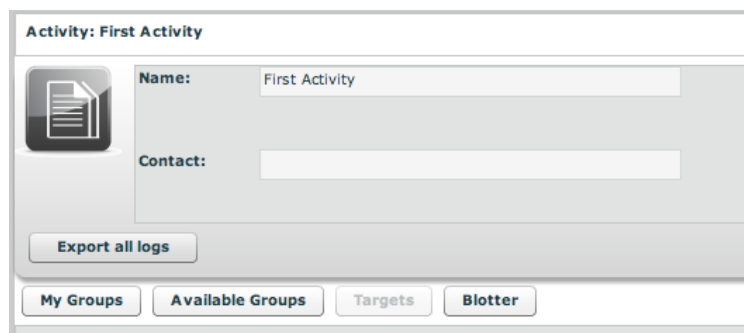 Activity: First Activity
Name: First Activity
Contact:
Export all logs
My Groups Available Groups Targets Blotter